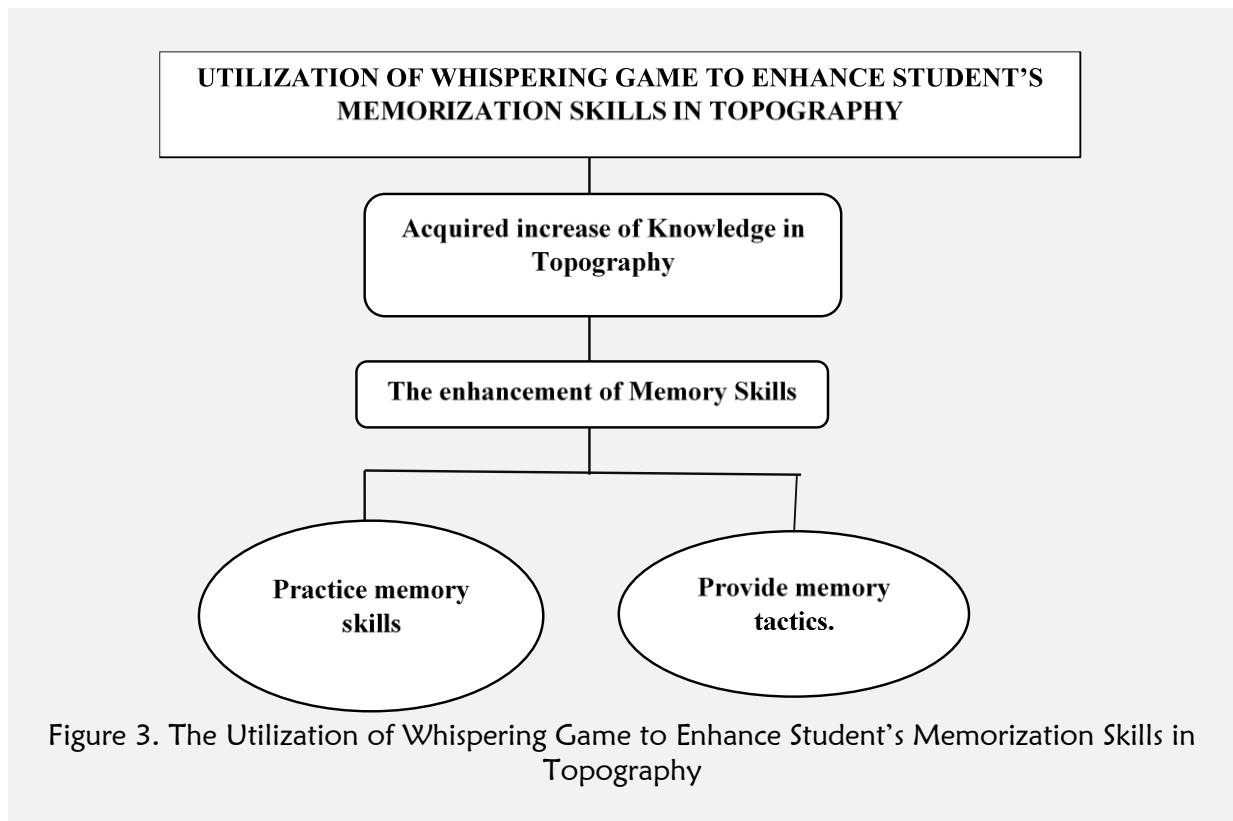 UTILIZATION OF WHISPERING GAME TO ENHANCE STUDENT’S
MEMORIZATION SKILLS IN TOPOGRAPHY
Acquired increase of Knowledge in
Topography
The enhancement of Memory Skills
Practice memory
skills
Provide memory
tactics.
Figure 3. The Utilization of Whispering Game to Enhance Student’s Memorization Skills in
Topography